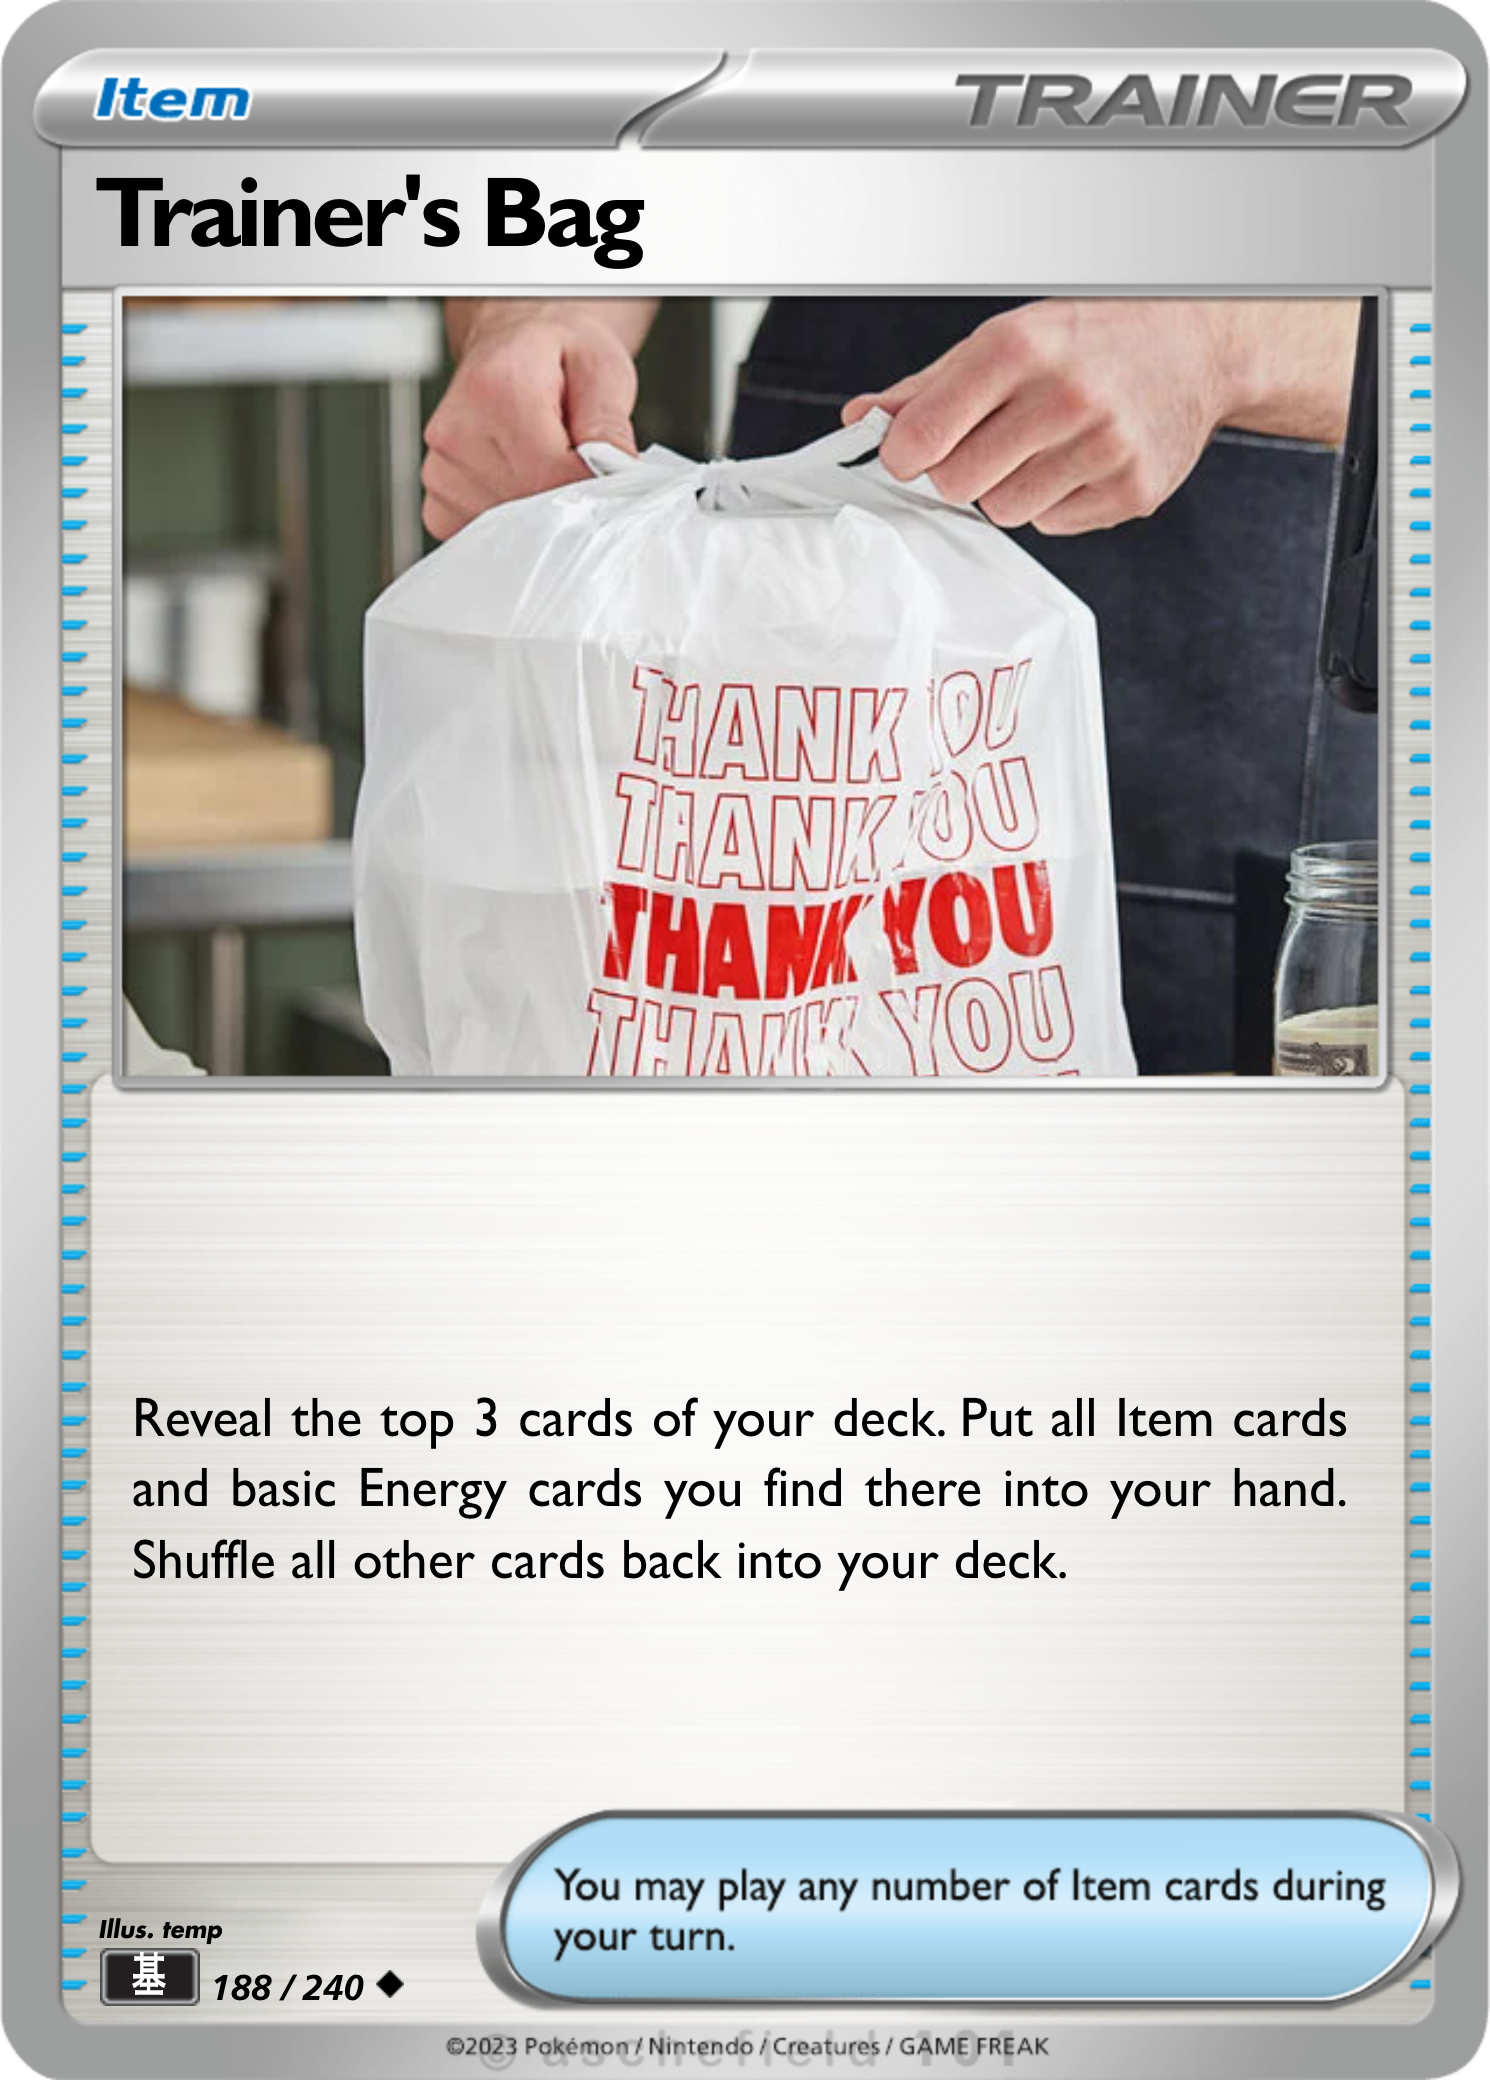 Item TRAINER
Trainer's Bag
THANK YOU
THANK YOU
THANK YOU
THANK YOU
Reveal the top 3 cards of your deck. Put all Item cards
and basic Energy cards you find there into your hand.
Shuffle all other cards back into your deck.
You may play any number of Item cards during
your turn.
Illus. temp
基 188 / 240
©2023 Pokémon / Nintendo / Creatures / GAME FREAK